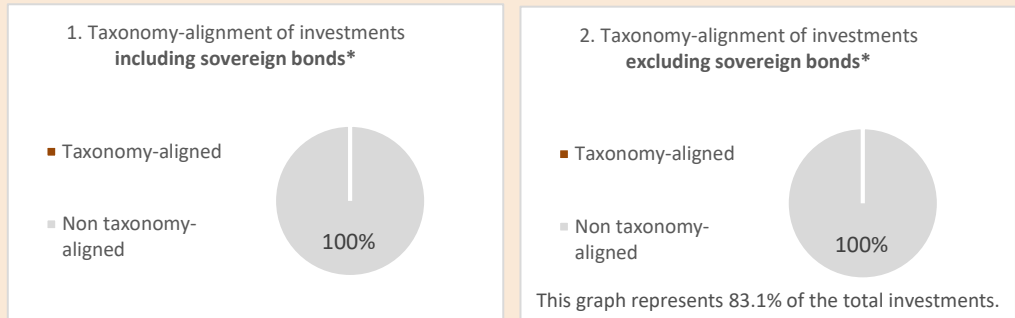 1. Taxonomy-alignment of investments
including sovereign bonds*
Taxonomy-aligned
Non taxonomy-
aligned
100%
2. Taxonomy-alignment of investments
excluding sovereign bonds*
Taxonomy-aligned
Non taxonomy-
aligned
100%
This graph represents 83.1% of the total investments.